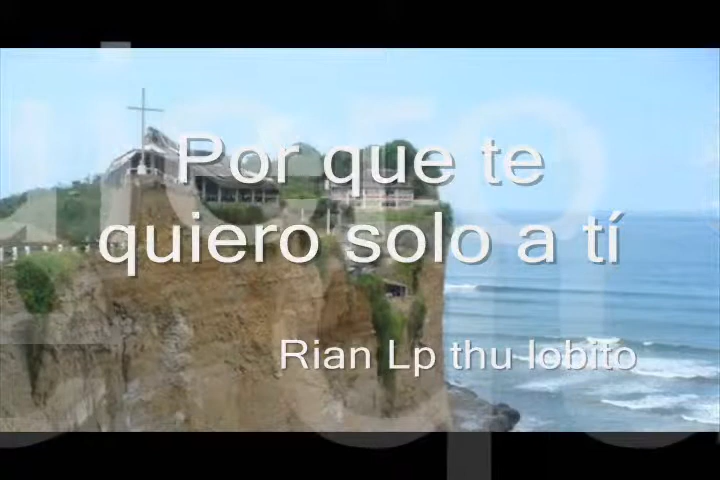 Por que te
quiero solo a tí
Rian Lp thu lobito